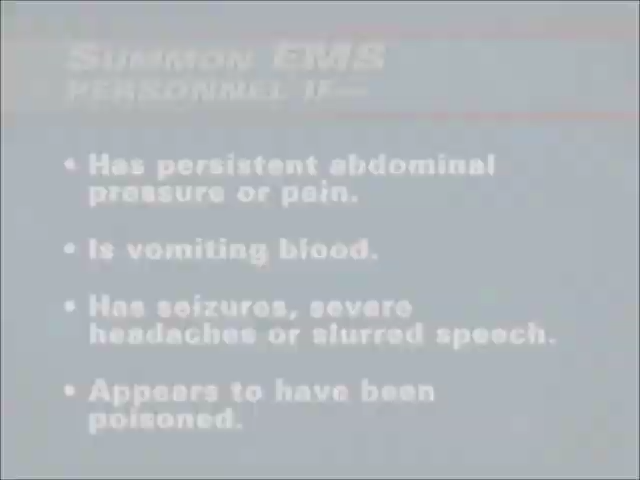 SUMMON EMS
PERSONNEL IF—
• Has persistent abdominal
pressure or pain.
• Is vomiting blood.
• Has seizures, severe
headaches or slurred speech.
• Appears to have been
poisoned.